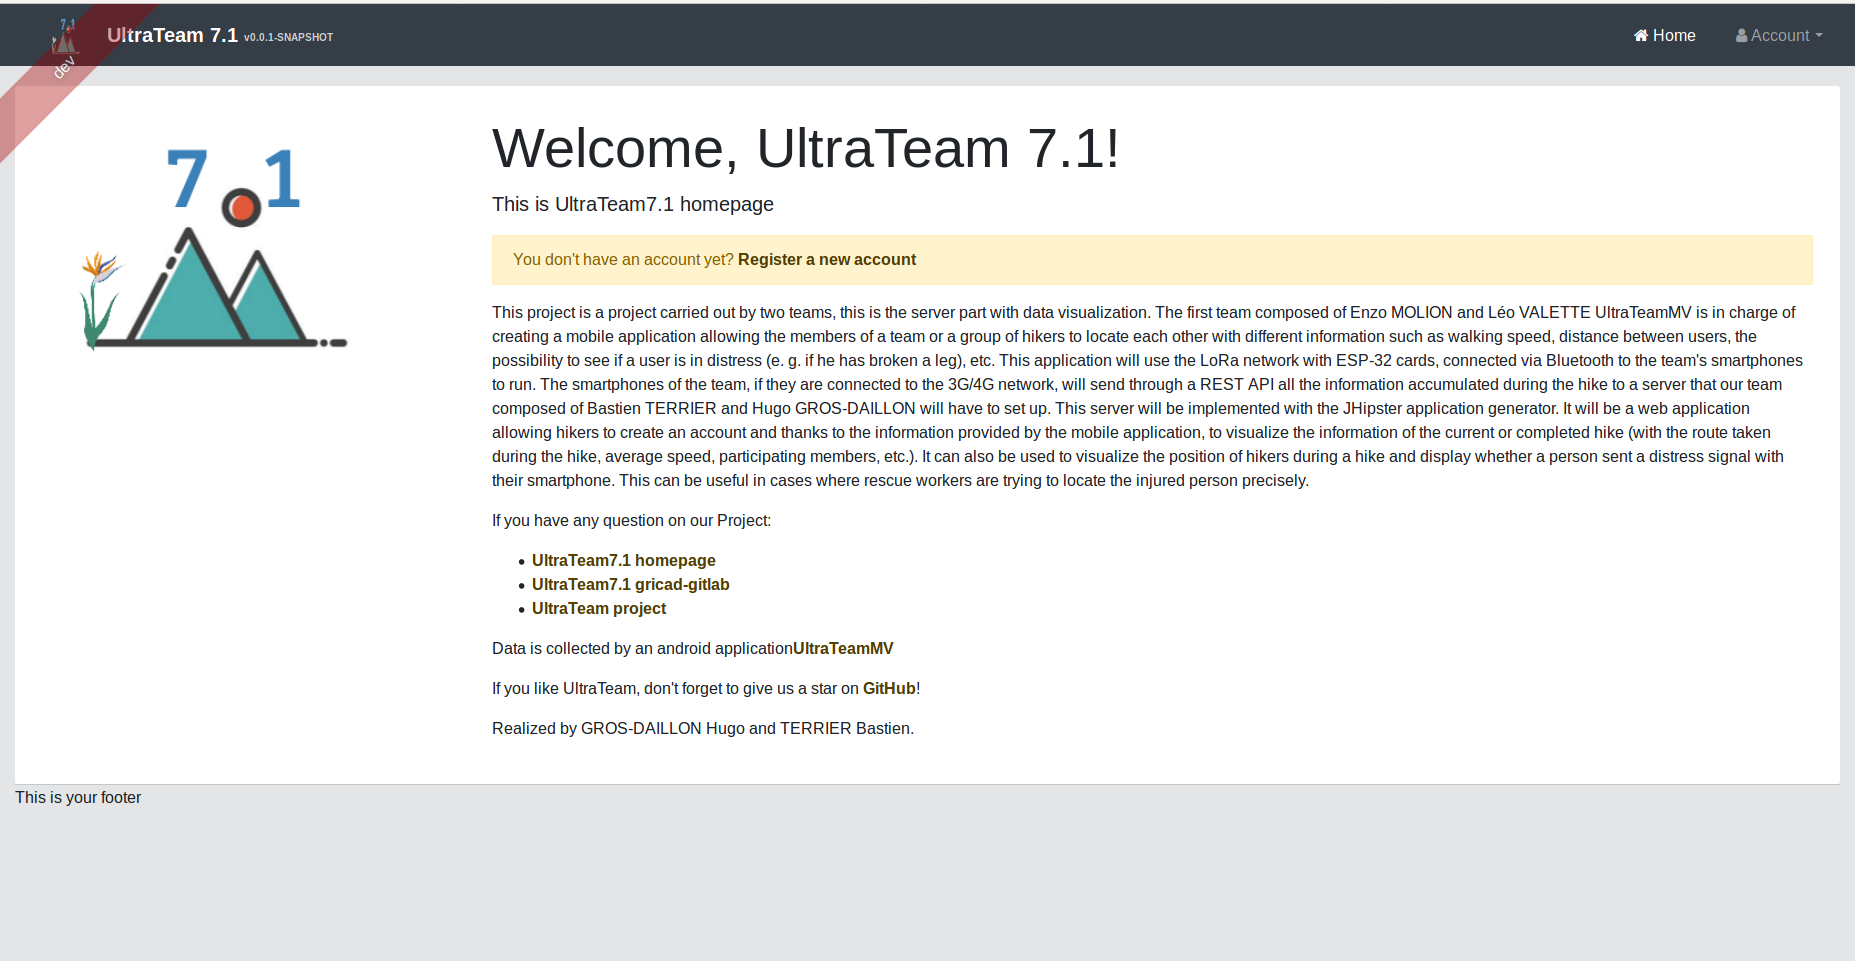 7.1
UltraTeam 7.1 v0.0.1-SNAPSHOT
Home
Account
dev
7.1
Welcome, UltraTeam 7.1!
This is UltraTeam7.1 homepage
You don't have an account yet? Register a new account
This project is a project carried out by two teams, this is the server part with data visualization. The first team composed of Enzo MOLION and Léo VALETTE UltraTeamMV is in charge of
creating a mobile application allowing the members of a team or a group of hikers to locate each other with different information such as walking speed, distance between users, the
possibility to see if a user is in distress (e. g. if he has broken a leg), etc. This application will use the LoRa network with ESP-32 cards, connected via Bluetooth to the team's smartphones
to run. The smartphones of the team, if they are connected to the 3G/4G network, will send through a REST API all the information accumulated during the hike to a server that our team
composed of Bastien TERRIER and Hugo GROS-DAILLON will have to set up. This server will be implemented with the JHipster application generator. It will be a web application
allowing hikers to create an account and thanks to the information provided by the mobile application, to visualize the information of the current or completed hike (with the route taken
during the hike, average speed, participating members, etc.). It can also be used to visualize the position of hikers during a hike and display whether a person sent a distress signal with
their smartphone. This can be useful in cases where rescue workers are trying to locate the injured person precisely.
If you have any question on our Project:
• UltraTeam7.1 homepage
• UltraTeam7.1 gricad-gitlab
• UltraTeam project
Data is collected by an android applicationUltraTeamMV
If you like UltraTeam, don't forget to give us a star on GitHub!
Realized by GROS-DAILLON Hugo and TERRIER Bastien.
This is your footer